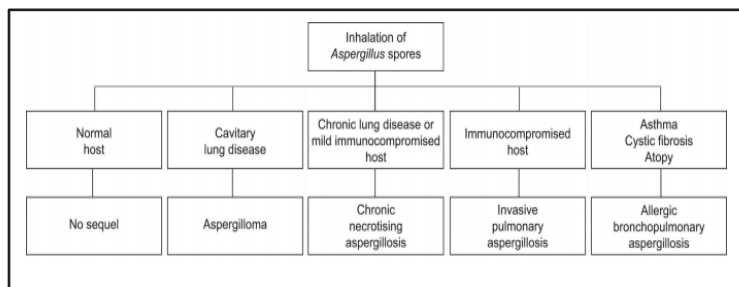 Inhalation of
Aspergillus spores
Normal
host
Cavitary
lung disease
Chronic lung disease or
mild immunocompromised
host
Immunocompromised
host
Asthma
Cystic fibrosis
Atopy
No sequel
Aspergilloma
Chronic
necrotising
aspergillosis
Invasive
pulmonary
aspergillosis
Allergic
bronchopulmonary
aspergillosis